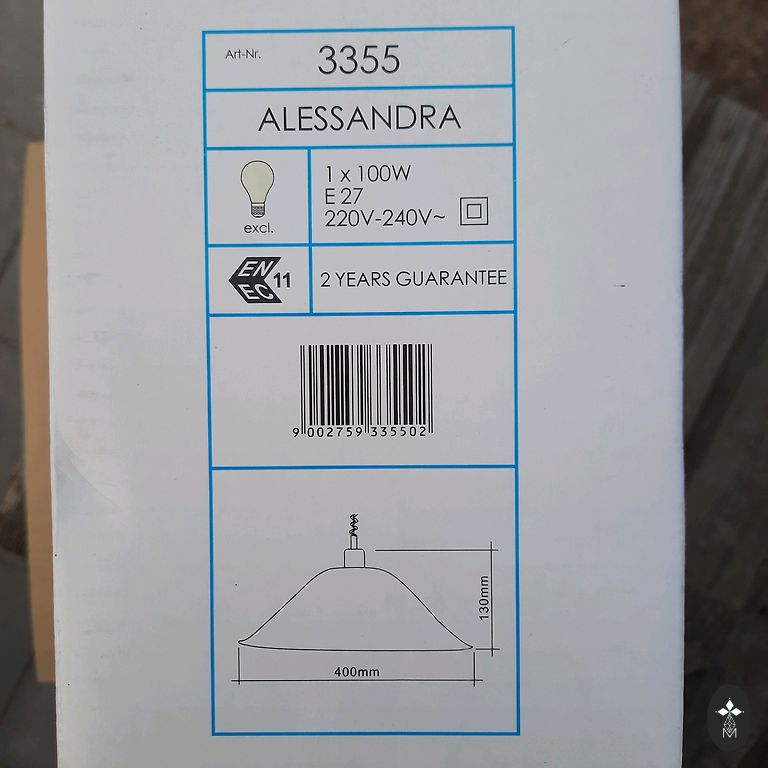 Art-Nr. 3355
ALESSANDRA
excl.
1 x 100W
E 27
220V-240V~
EN
EC
11
2 YEARS GUARANTEE
9 002759 335502
130mm
400mm
M